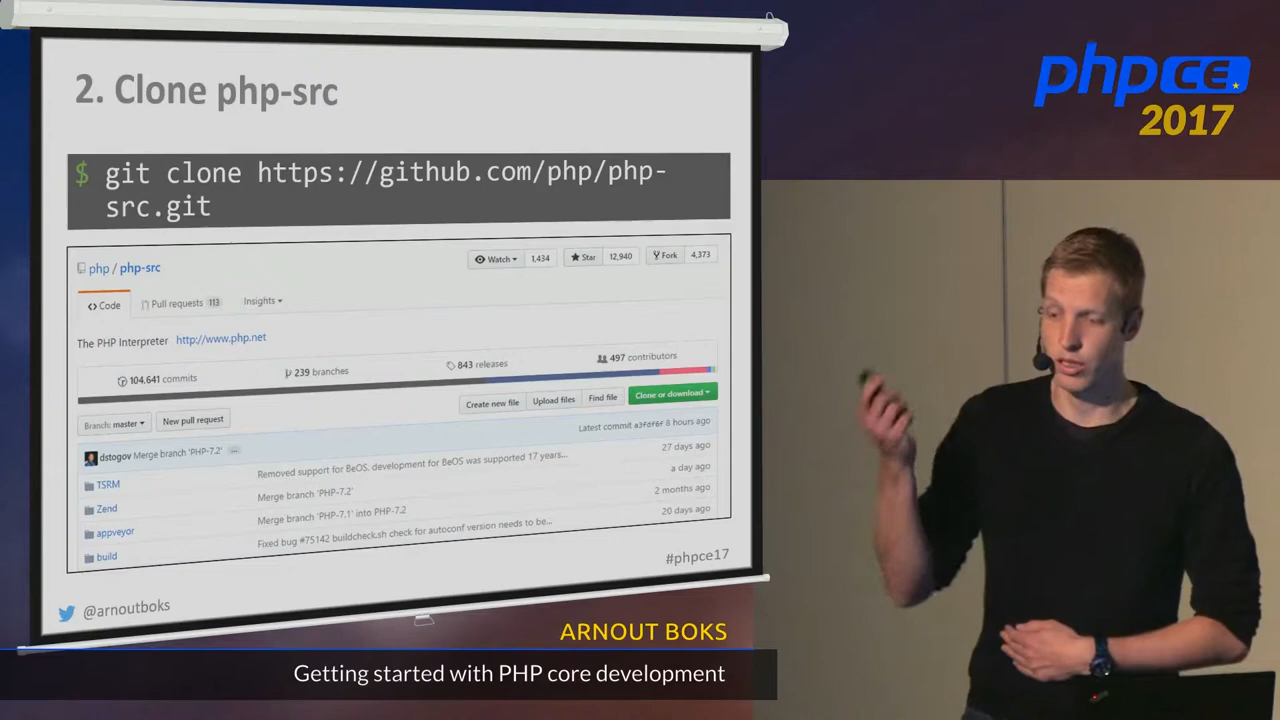 2. Clone php-src
$ git clone https://github.com/php/php-
src.git
php / php-src
Watch 1,434 Star 12,940 Fork 4,373
Code Pull requests 113 Insights
The PHP Interpreter http://www.php.net
104,641 commits 239 branches 843 releases 497 contributors
Branch: master New pull request Create new file Upload files Find file Clone or download
dstogov Merge branch 'PHP-7.2' ... Latest commit 8 hours ago
TSRM Removed support for BeOS. development for BeOS was supported 17 years... 27 days ago
Zend Merge branch 'PHP-7.2' a day ago
appveyor Merge branch 'PHP-7.1' into PHP-7.2 2 months ago
build Fixed bug #75142 buildcheck.sh check for autoconf version needs to be... 20 days ago
#phpce17
@arnoutboks
phpCE
2017
ARNOUT BOKS
Getting started with PHP core development